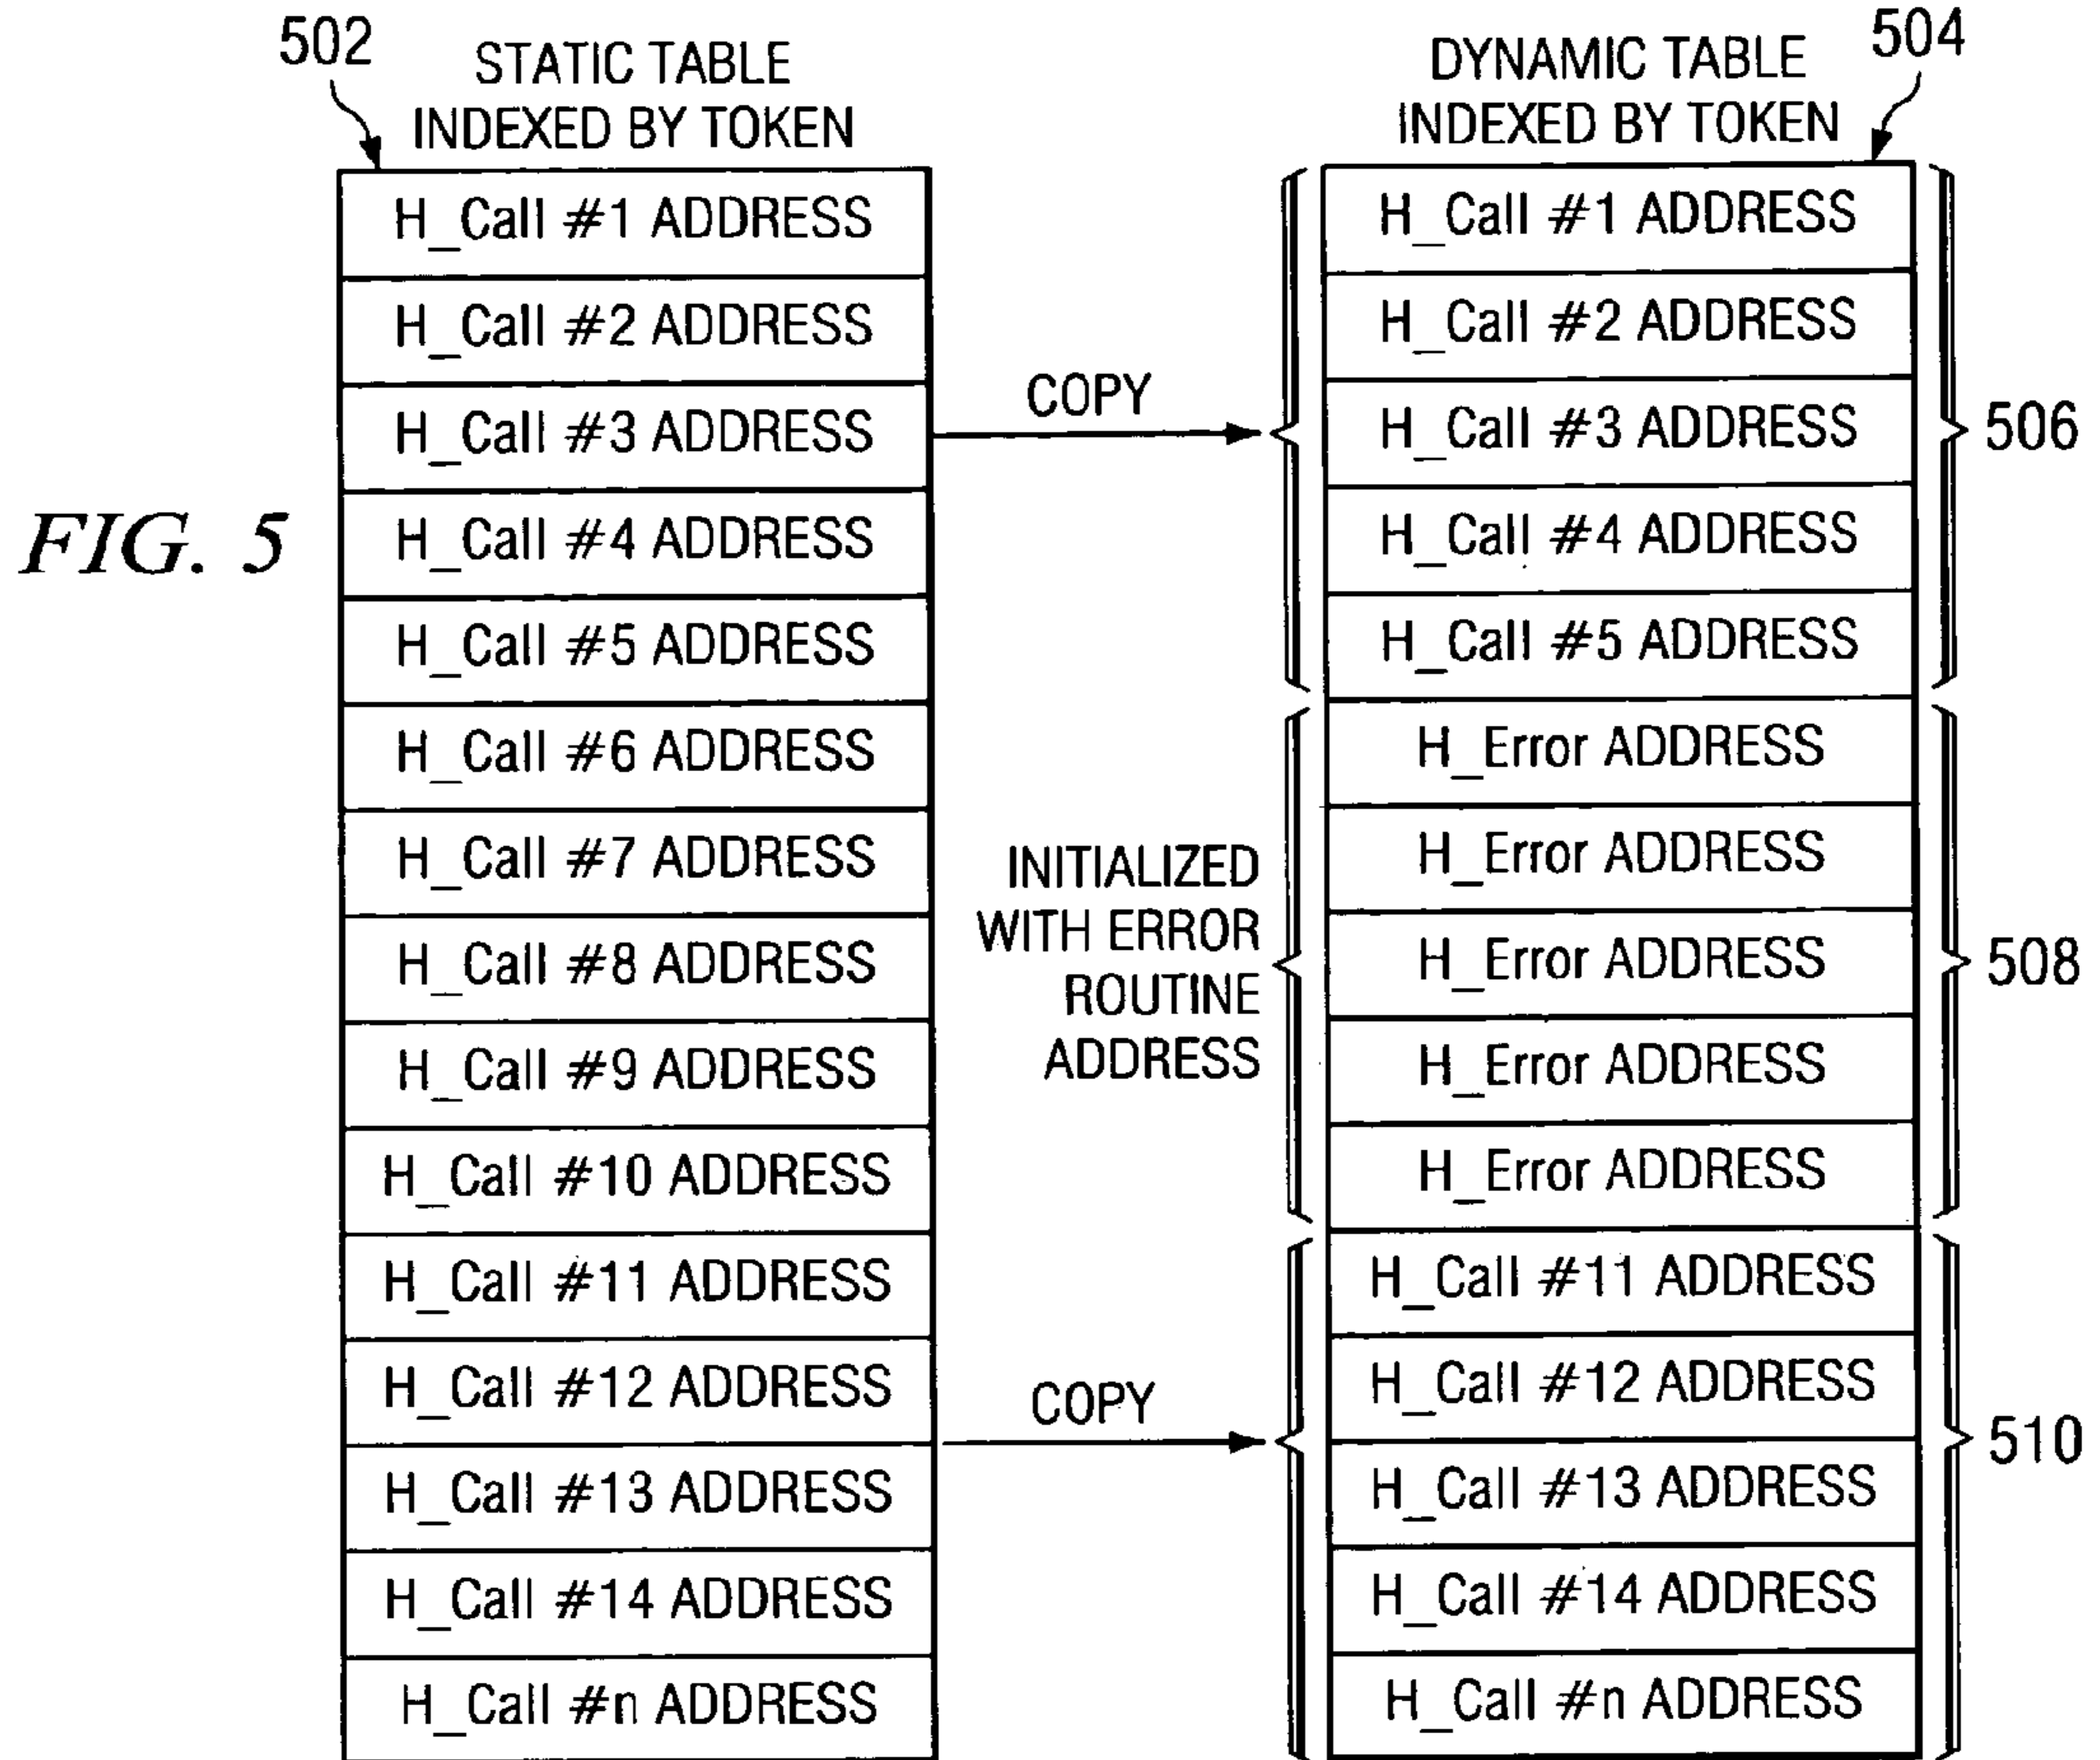 502
STATIC TABLE
INDEXED BY TOKEN
H_Call #1 ADDRESS
H_Call #2 ADDRESS
H_Call #3 ADDRESS
H_Call #4 ADDRESS
H_Call #5 ADDRESS
H_Call #6 ADDRESS
H_Call #7 ADDRESS
H_Call #8 ADDRESS
H_Call #9 ADDRESS
H_Call #10 ADDRESS
H_Call #11 ADDRESS
H_Call #12 ADDRESS
H_Call #13 ADDRESS
H_Call #14 ADDRESS
H_Call #n ADDRESS
FIG. 5
COPY
INITIALIZED
WITH ERROR
ROUTINE
ADDRESS
COPY
504
DYNAMIC TABLE
INDEXED BY TOKEN
H_Call #1 ADDRESS
H_Call #2 ADDRESS
H_Call #3 ADDRESS
H_Call #4 ADDRESS
H_Call #5 ADDRESS
H_Error ADDRESS
H_Error ADDRESS
H_Error ADDRESS
H_Error ADDRESS
H_Error ADDRESS
H_Call #11 ADDRESS
H_Call #12 ADDRESS
H_Call #13 ADDRESS
H_Call #14 ADDRESS
H_Call #n ADDRESS
506
508
510